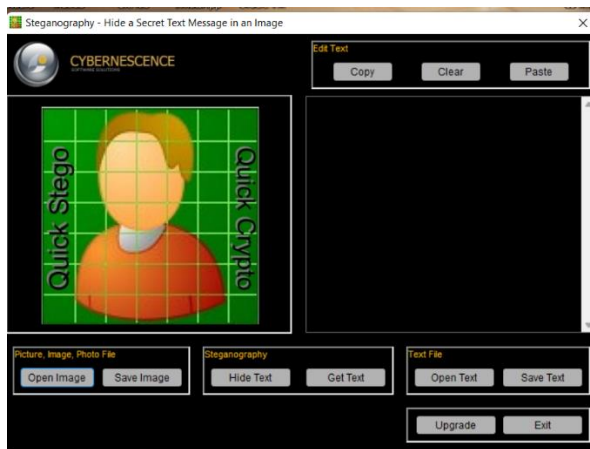 Steganography - Hide a Secret Text Message in an Image
CYBERNESCENCE
SOFTWARE SOLUTIONS
Edit Text
Copy Clear Paste
Quick Stego
Quick Crypto
Picture, Image, Photo File
Open Image Save Image
Steganography
Hide Text Get Text
Text File
Open Text Save Text
Upgrade Exit